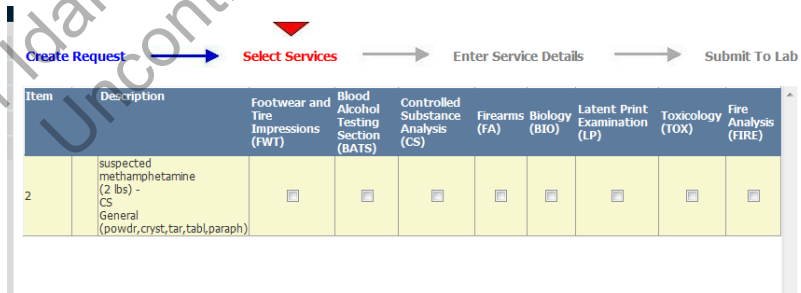 Idah
Uncont
Create Request
Select Services
Enter Service Details
Submit To Lab
Item
Description
Footwear and
Tire
Impressions
(FWT)
Blood
Alcohol
Testing
Section
(BATS)
Controlled
Substance
Analysis
(CS)
Firearms
(FA)
Biology
(BIO)
Latent Print
Examination
(LP)
Toxicology
(TOX)
Fire
Analysis
(FIRE)
2
suspected
methamphetamine
(2 lbs) -
CS
General
(powdr,cryst,tar,tabl,paraph)